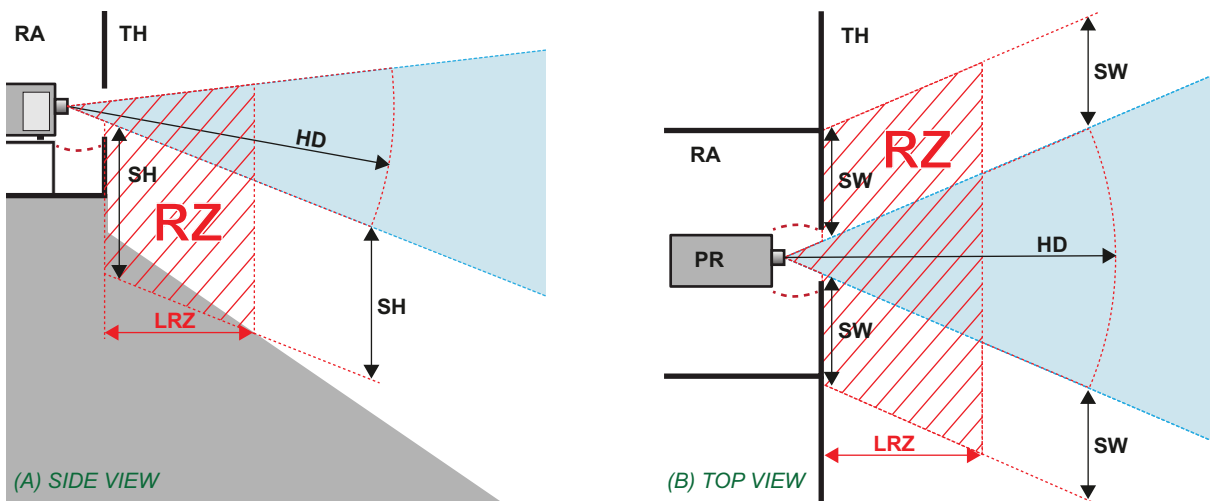 RA
TH
HD
SH
RZ
LRZ
SH
(A) SIDE VIEW
TH
SW
RA
RZ
SW
PR
HD
SW
LRZ
SW
(B) TOP VIEW